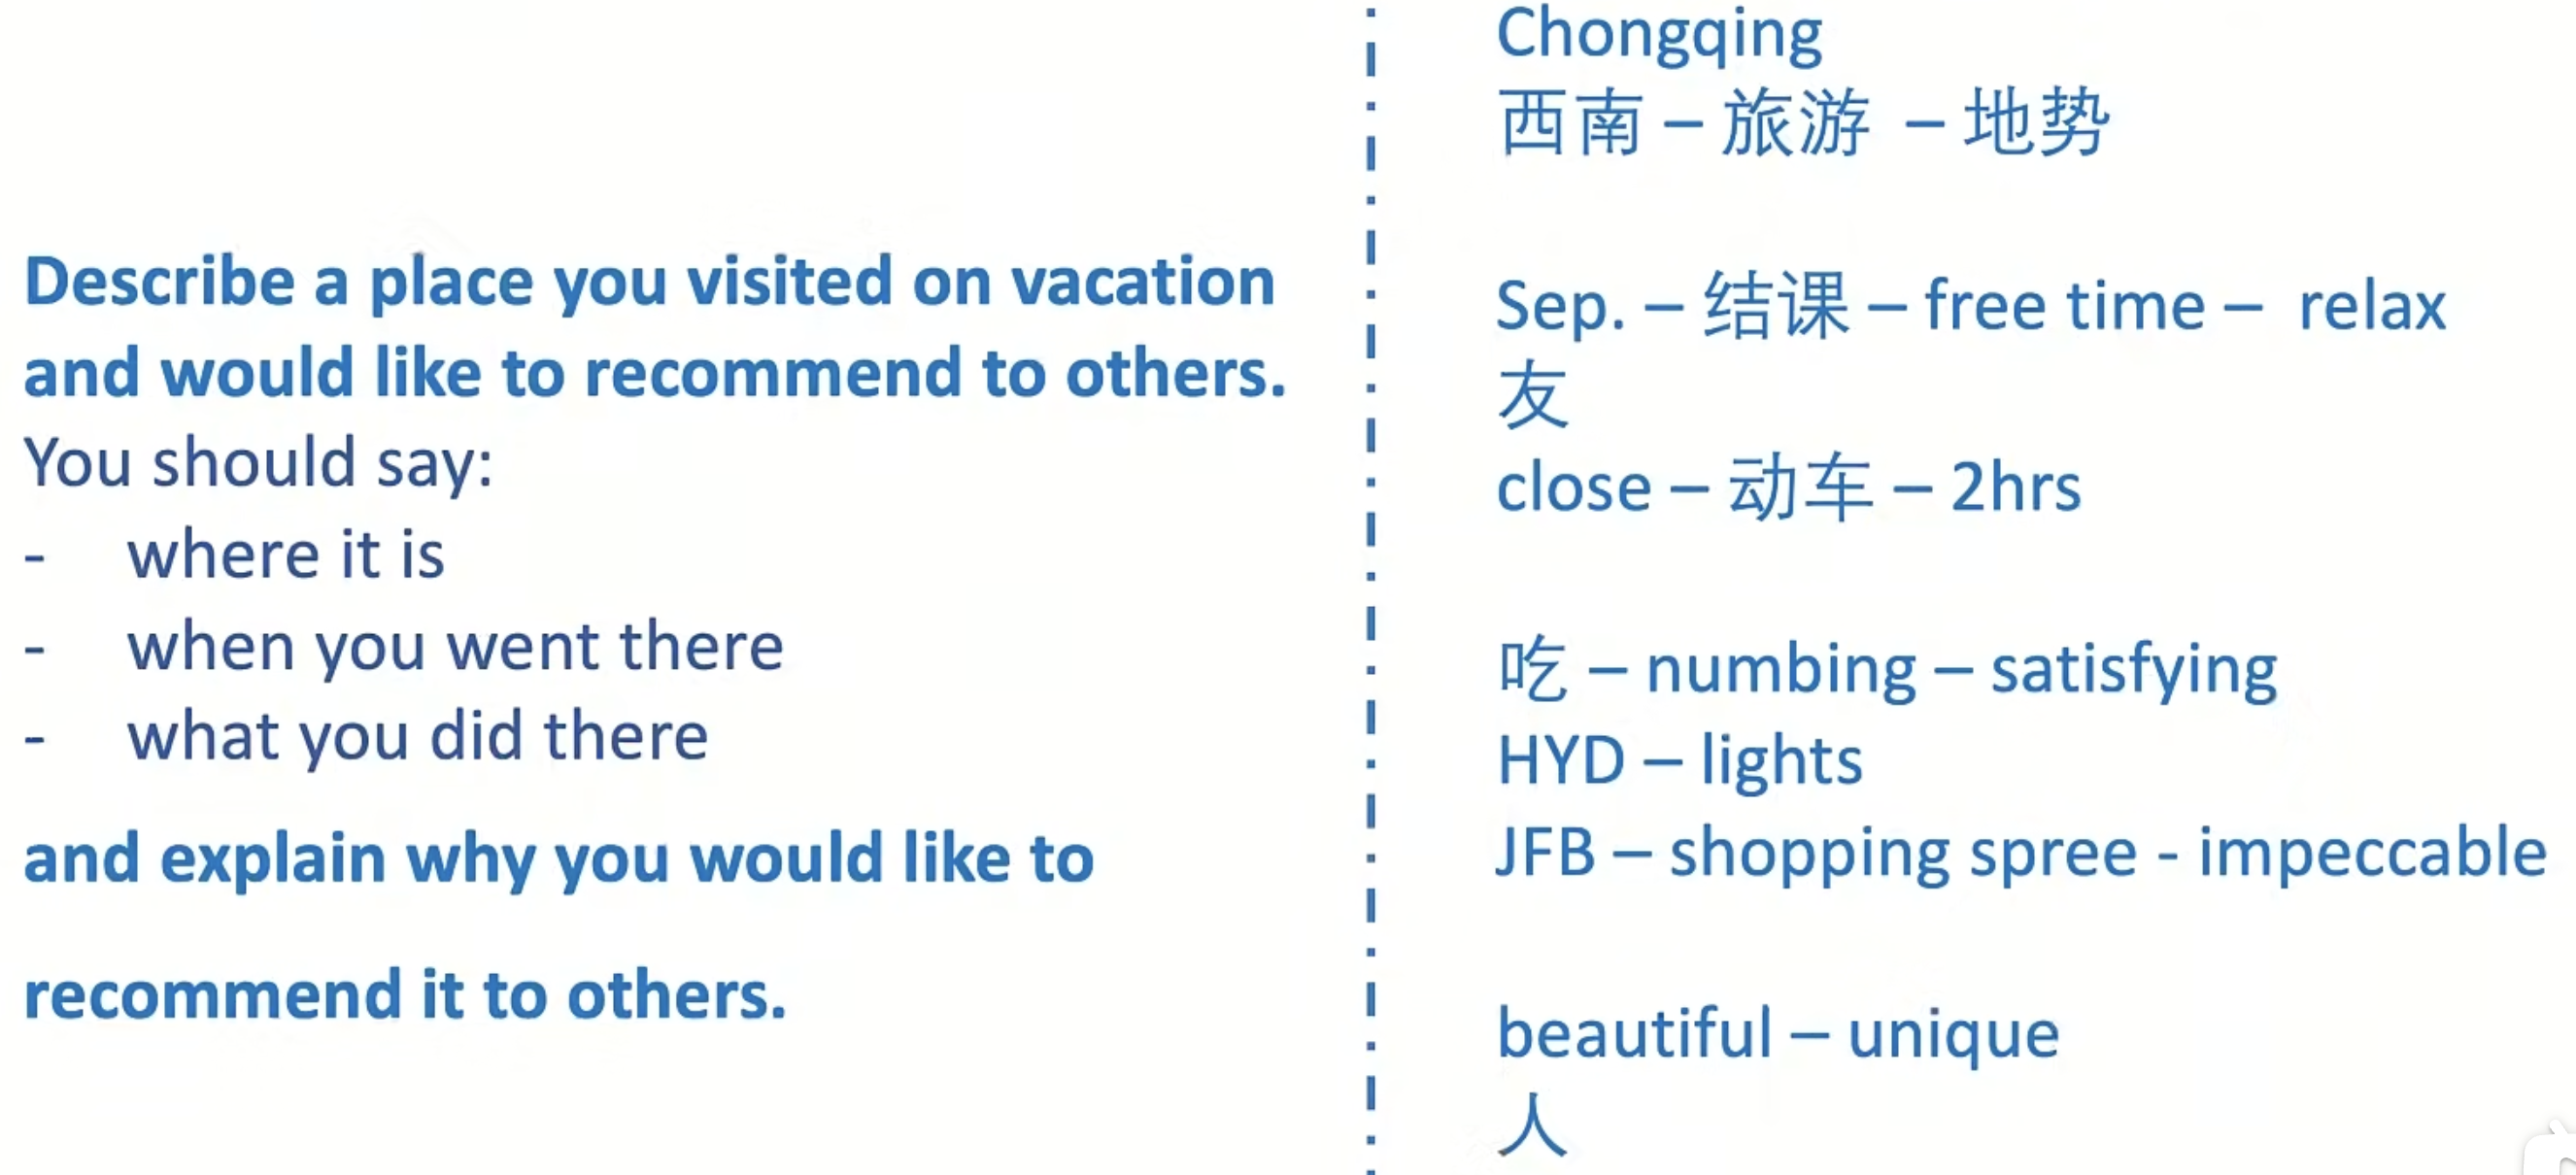 Describe a place you visited on vacation
and would like to recommend to others.
You should say:
- where it is
- when you went there
- what you did there
and explain why you would like to
recommend it to others.
Chongqing
西南 – 旅游 – 地势
Sep. – 结课 – free time – relax
友
close – 动车 – 2hrs
吃 – numbing – satisfying
HYD – lights
JFB – shopping spree - impeccable
beautiful – unique
人